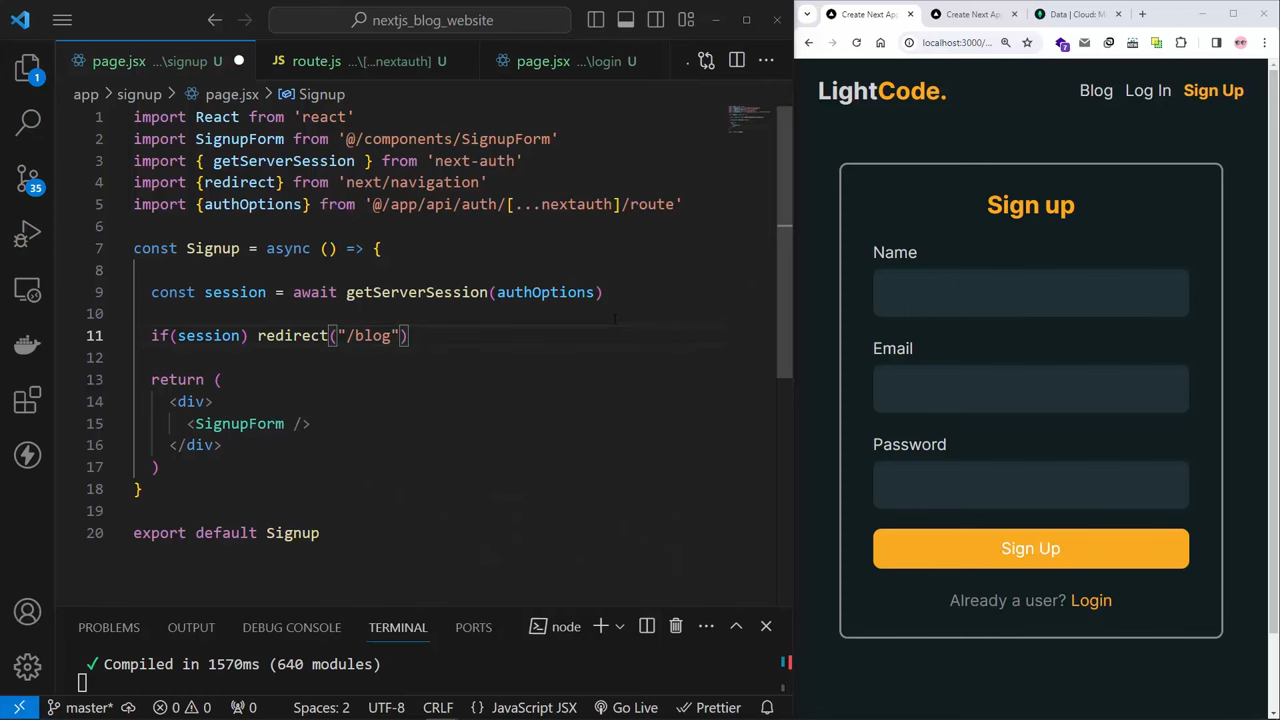 nextjs_blog_website
page.jsx ...\signup U
JS route.js ...\[...nextauth] U
page.jsx ...\login U
app > signup > page.jsx > Signup
1 import React from 'react'
2 import SignupForm from '@/components/SignupForm'
3 import { getServerSession } from 'next-auth'
4 import {redirect} from 'next/navigation'
5 import {authOptions} from '@/app/api/auth/[...nextauth]/route'
6
7 const Signup = async () => {
8
9 const session = await getServerSession(authOptions)
10
11 if(session) redirect("/blog")
12
13 return (
14 <div>
15 <SignupForm />
16 </div>
17 )
18 }
19
20 export default Signup
1
35
PROBLEMS OUTPUT DEBUG CONSOLE TERMINAL PORTS
node
✓ Compiled in 1570ms (640 modules)
master* 0 0 0 Spaces: 2 UTF-8 CRLF {} JavaScript JSX Go Live Prettier
Create Next Ap
Create Next Ap
Data | Cloud: M
localhost:3000/...
7
LightCode.
Blog Log In Sign Up
Sign up
Name
Email
Password
Sign Up
Already a user? Login